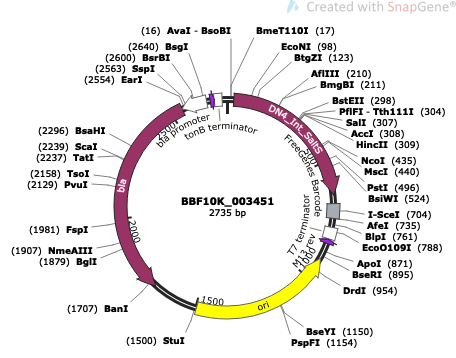 Created with SnapGene®
(16) AvaI - BsoBI
BmeT110I (17)
(2640) BsgI
EcoNI (98)
(2600) BsrBI
BtgZI (123)
(2563) SspI
AflIII (210)
(2554) EarI
BmgBI (211)
BstEII (298)
PflFI - Tth111I (304)
SalI (307)
AccI (308)
HincII (309)
NcoI (435)
MscI (440)
PstI (496)
BsiWI (524)
I-SceI (704)
AfeI (735)
BlpI (761)
EcoO109I (788)
ApoI (871)
BseRI (895)
DrdI (954)
BseYI (1150)
PspFI (1154)
(1500) StuI
(1707) BanI
(1879) BglI
(1907) NmeAIII
(1981) FspI
(2129) PvuI
(2158) TsoI
(2237) TatI
(2239) ScaI
(2296) BsaHI
bla promoter
tonB terminator
DN4_Int_SaltS
FreeGenes Barcode
T7 terminator
M13 rev
ori
bla
500
1000
1500
2000
2500
BBF10K_003451
2735 bp